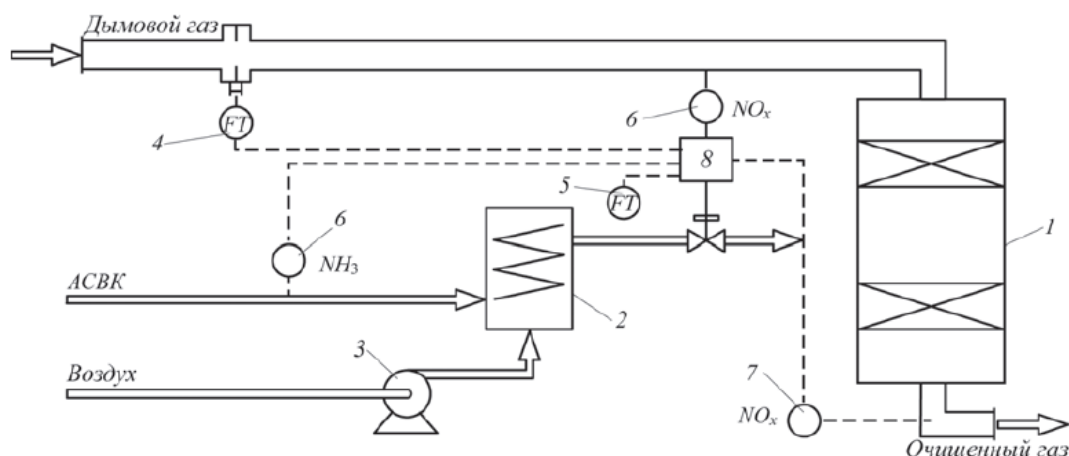 Дымовой газ
FT
4
6
NOₓ
8
5
FT
6
NH₃
1
АСВК
2
3
Воздух
7
NOₓ
Очищенный газ